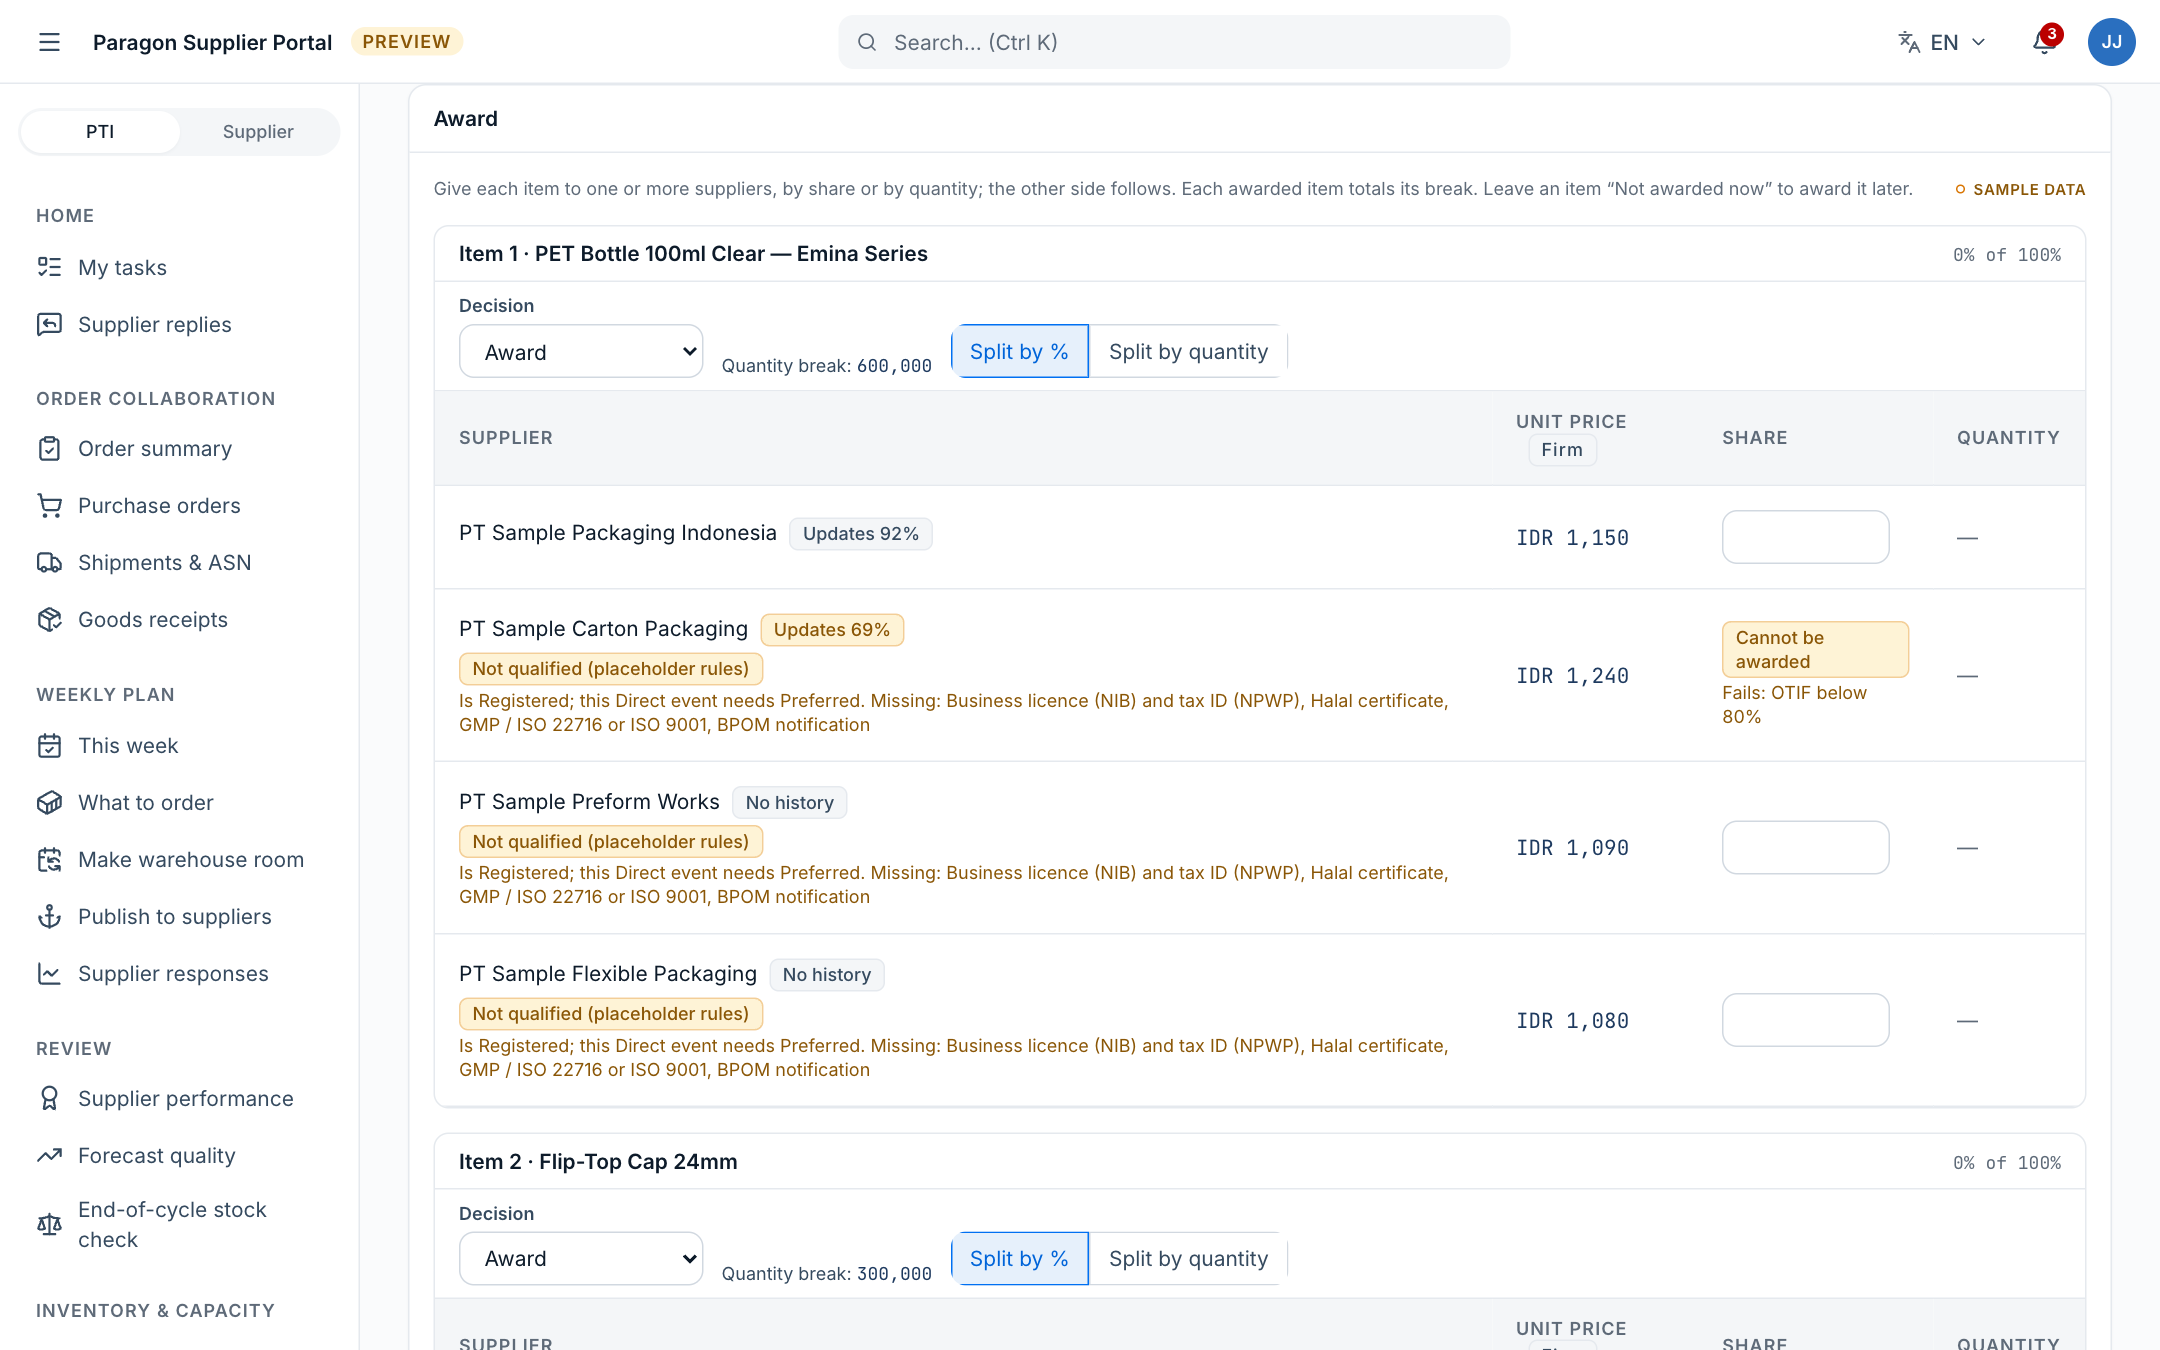 Paragon Supplier Portal
PREVIEW
Search... (Ctrl K)
EN
3
JJ
PTI
Supplier
HOME
My tasks
Supplier replies
ORDER COLLABORATION
Order summary
Purchase orders
Shipments & ASN
Goods receipts
WEEKLY PLAN
This week
What to order
Make warehouse room
Publish to suppliers
Supplier responses
REVIEW
Supplier performance
Forecast quality
End-of-cycle stock
check
INVENTORY & CAPACITY
Award
Give each item to one or more suppliers, by share or by quantity; the other side follows. Each awarded item totals its break. Leave an item “Not awarded now” to award it later.
SAMPLE DATA
Item 1 · PET Bottle 100ml Clear — Emina Series
0% of 100%
Decision
Award
Quantity break: 600,000
Split by %
Split by quantity
SUPPLIER
UNIT PRICE
Firm
SHARE
QUANTITY
PT Sample Packaging Indonesia
Updates 92%
IDR 1,150
—
PT Sample Carton Packaging
Updates 69%
Not qualified (placeholder rules)
Is Registered; this Direct event needs Preferred. Missing: Business licence (NIB) and tax ID (NPWP), Halal certificate,
GMP / ISO 22716 or ISO 9001, BPOM notification
IDR 1,240
Cannot be
awarded
Fails: OTIF below
80%
—
PT Sample Preform Works
No history
Not qualified (placeholder rules)
Is Registered; this Direct event needs Preferred. Missing: Business licence (NIB) and tax ID (NPWP), Halal certificate,
GMP / ISO 22716 or ISO 9001, BPOM notification
IDR 1,090
—
PT Sample Flexible Packaging
No history
Not qualified (placeholder rules)
Is Registered; this Direct event needs Preferred. Missing: Business licence (NIB) and tax ID (NPWP), Halal certificate,
GMP / ISO 22716 or ISO 9001, BPOM notification
IDR 1,080
—
Item 2 · Flip-Top Cap 24mm
0% of 100%
Decision
Award
Quantity break: 300,000
Split by %
Split by quantity
SUPPLIER
UNIT PRICE
SHARE
QUANTITY